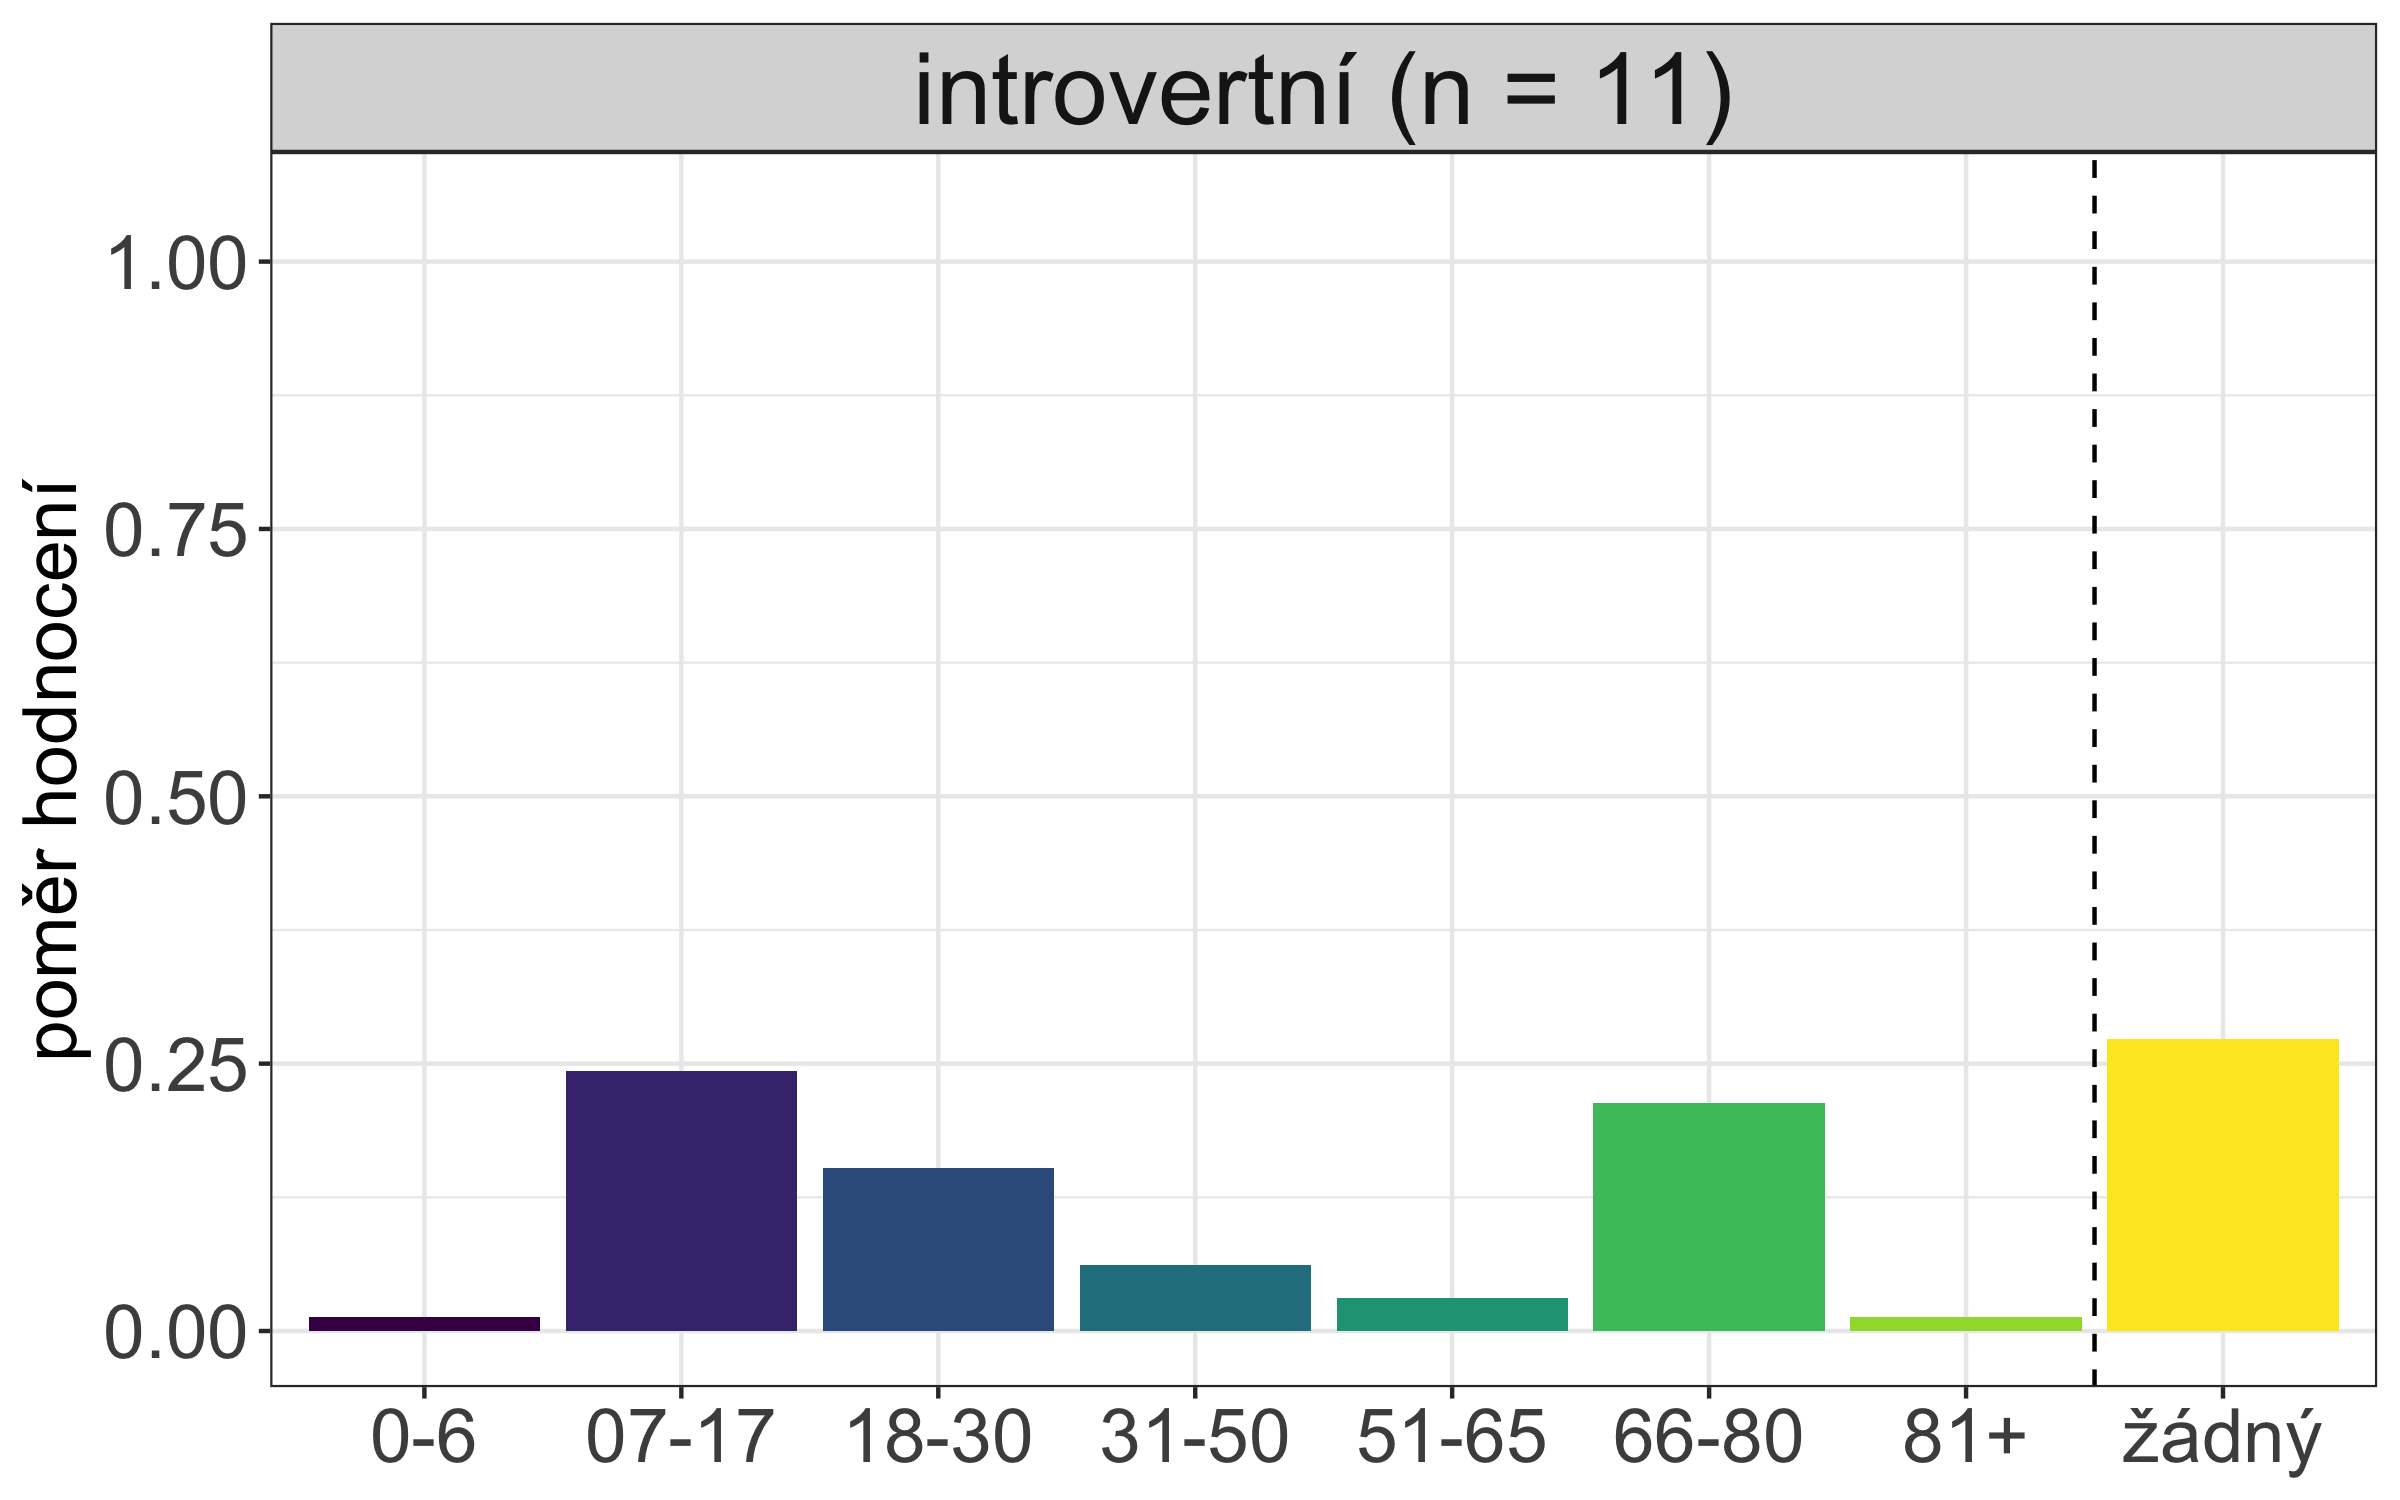 introvertní (n = 11)
poměr hodnocení
1.00
0.75
0.50
0.25
0.00
0-6 07-17 18-30 31-50 51-65 66-80 81+ žádný